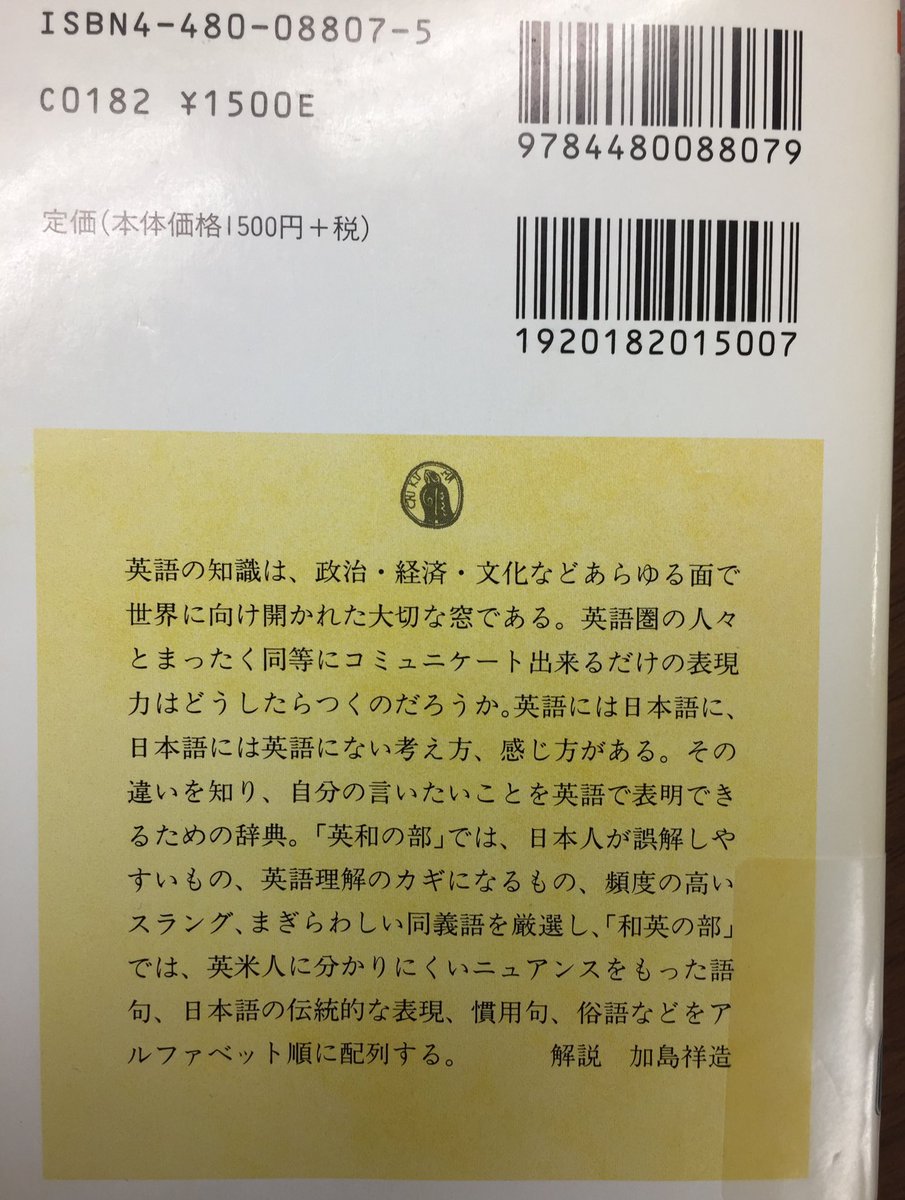 ISBN4-480-08807-5
C0182 ¥1500E
9784480088079
定価(本体価格1500円+税)
1920182015007
英語の知識は、政治・経済・文化などあらゆる面で
世界に向け開かれた大切な窓である。英語圏の人々
とまったく同等にコミュニケート出来るだけの表現
力はどうしたらつくのだろうか。英語には日本語に、
日本語には英語にない考え方、感じ方がある。その
違いを知り、自分の言いたいことを英語で表明でき
るための辞典。「英和の部」では、日本人が誤解しや
すいもの、英語理解のカギになるもの、頻度の高い
スラング、まぎらわしい同義語を厳選し、「和英の部」
では、英米人に分かりにくいニュアンスをもった語
句、日本語の伝統的な表現、慣用句、俗語などをア
ルファベット順に配列する。 解説 加島祥造